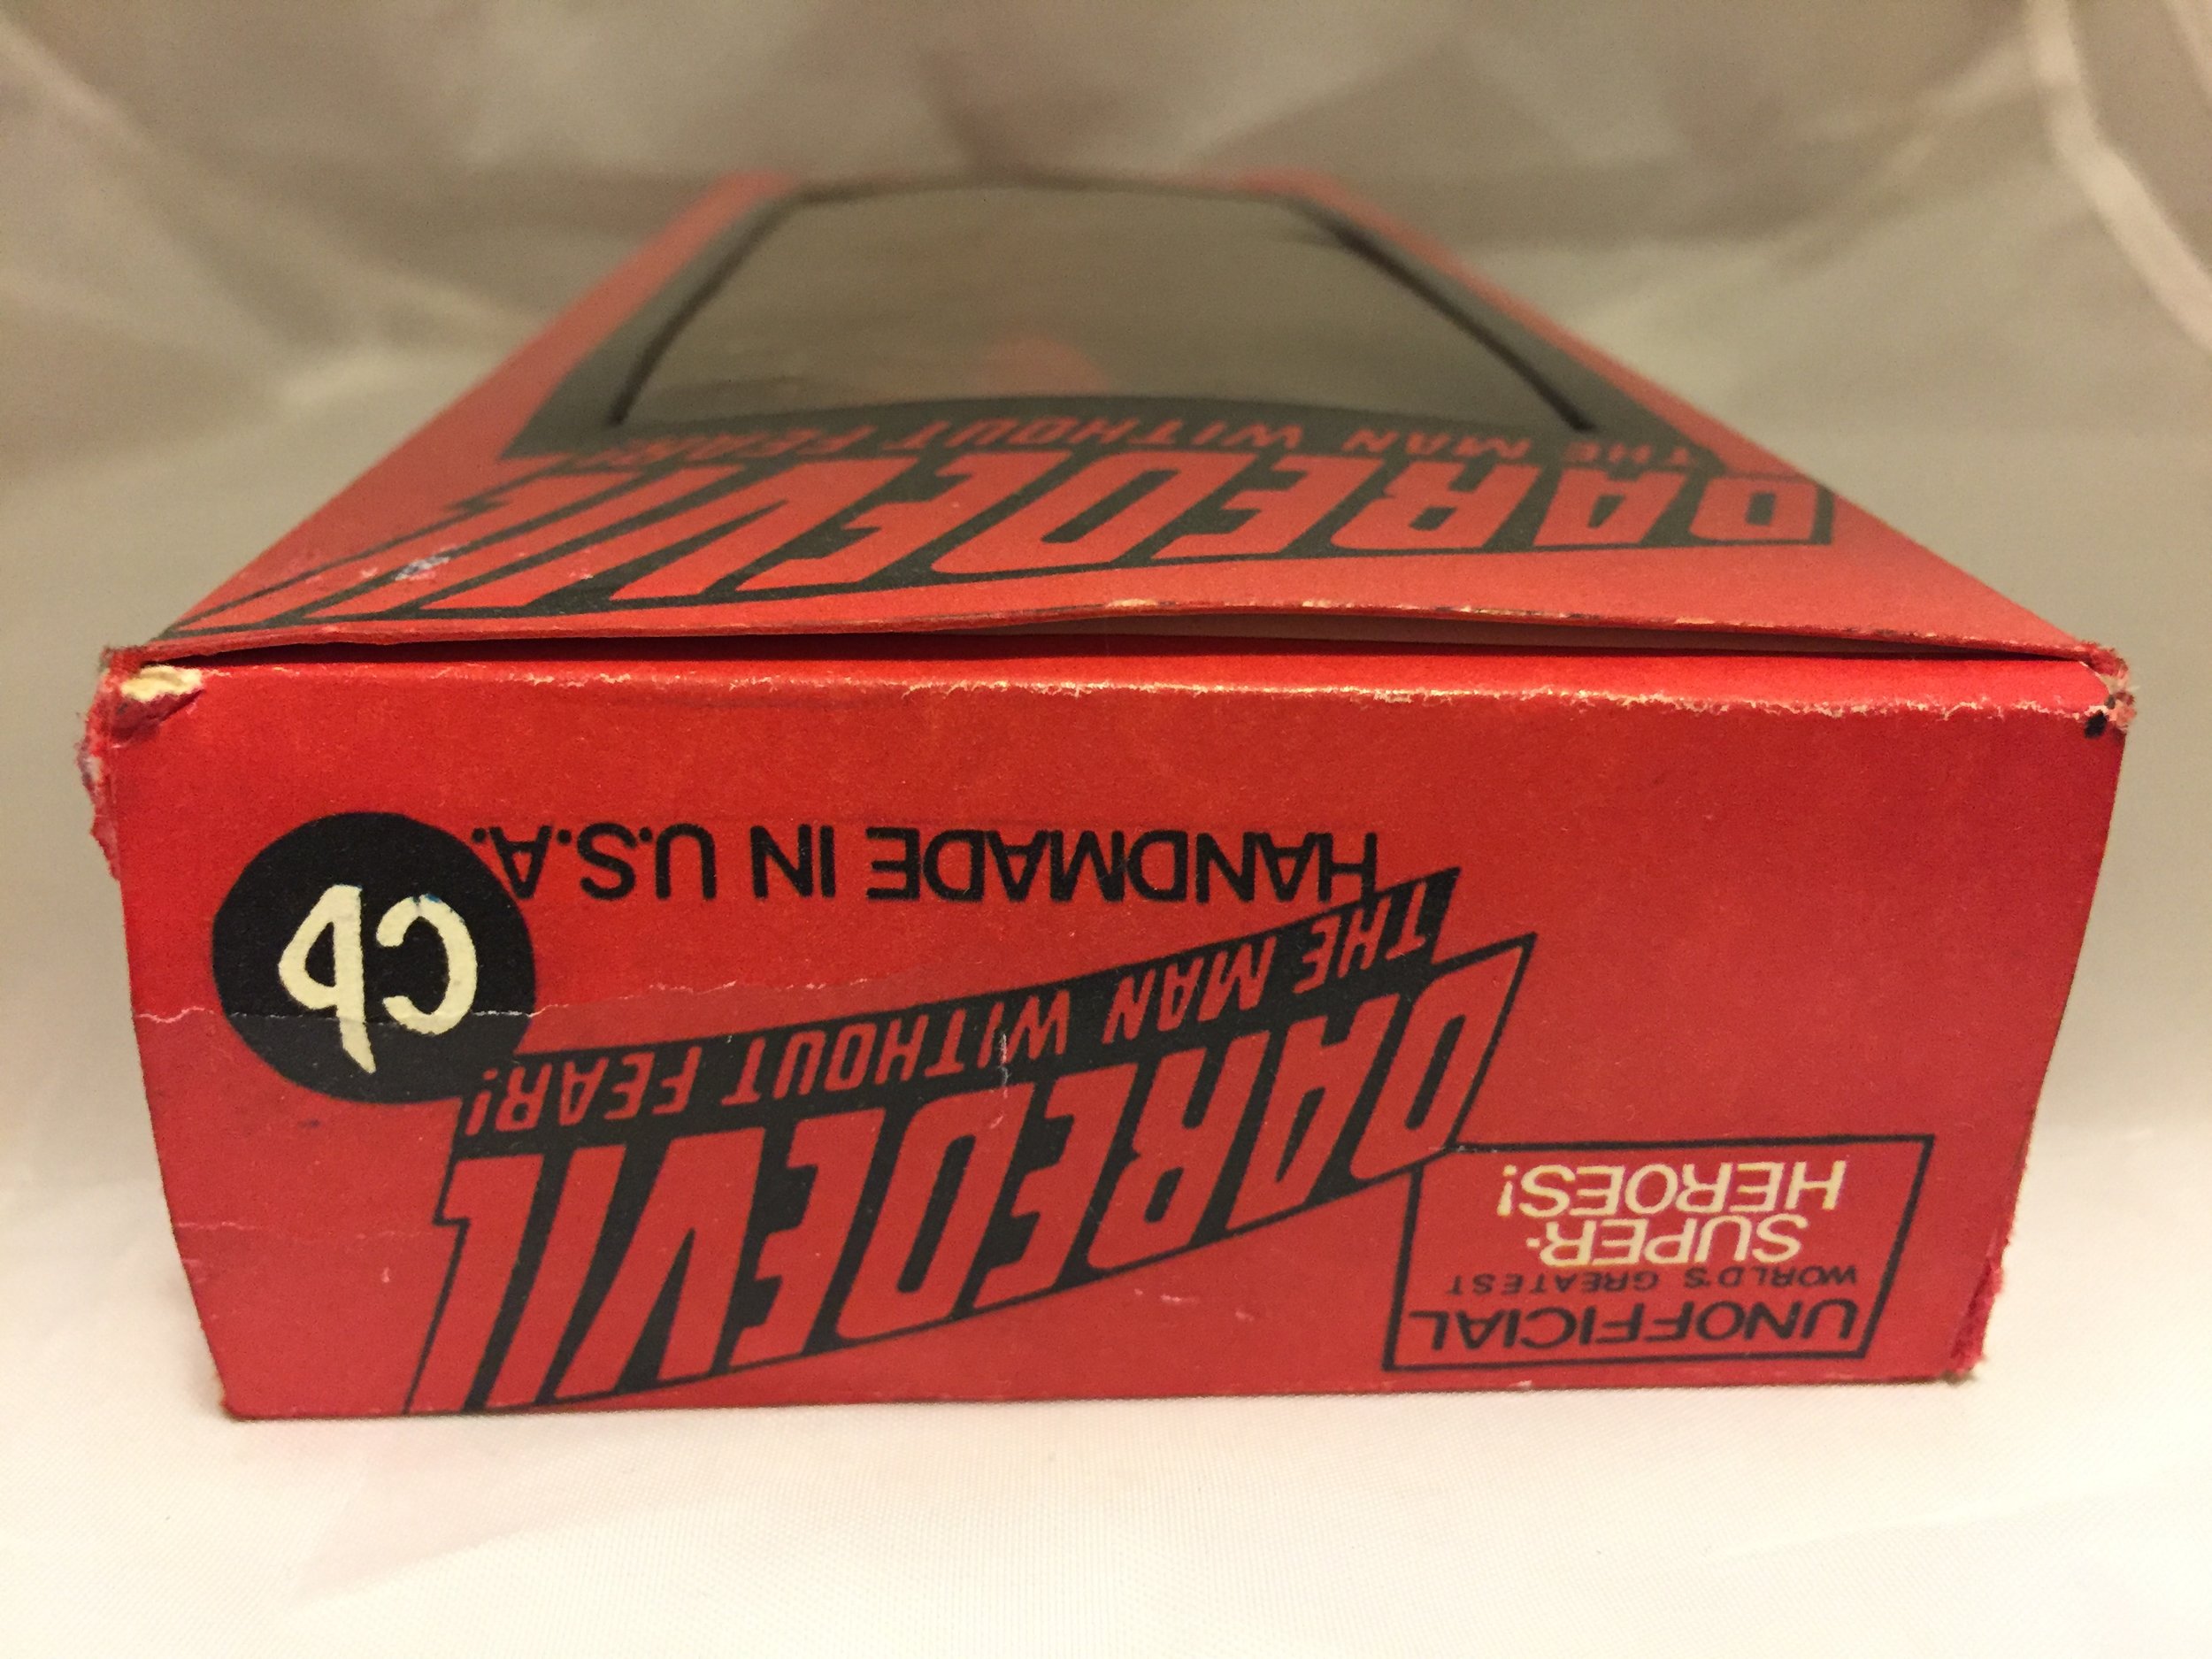 UNOFFICIAL
WORLD'S GREATEST
SUPER-
HEROES!
DAREDEVIL
THE MAN WITHOUT FEAR!
HANDMADE IN U.S.A.
cb
DAREDEVIL
THE MAN WITHOUT FEAR!